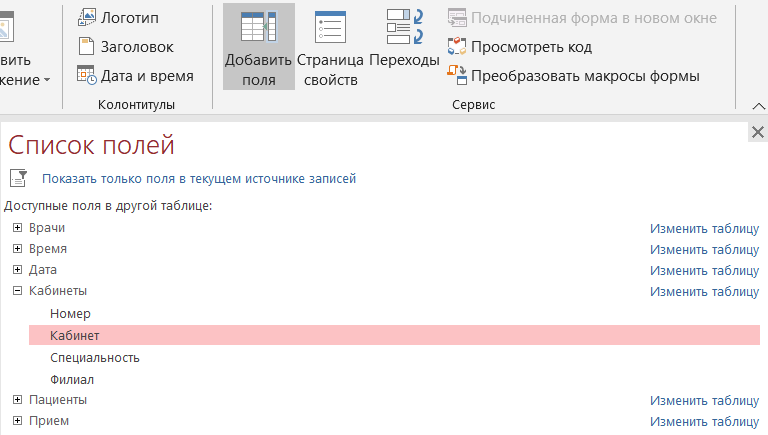 Логотип
Заголовок
Дата и время
Колонтитулы
вить
жение
Добавить поля
Страница свойств
Переходы
Подчиненная форма в новом окне
Просмотреть код
Преобразовать макросы формы
Сервис
Список полей
Показать только поля в текущем источнике записей
Доступные поля в другой таблице:
Врачи Изменить таблицу
Время Изменить таблицу
Дата Изменить таблицу
Кабинеты Изменить таблицу
Номер
Кабинет
Специальность
Филиал
Пациенты Изменить таблицу
Прием Изменить таблицу